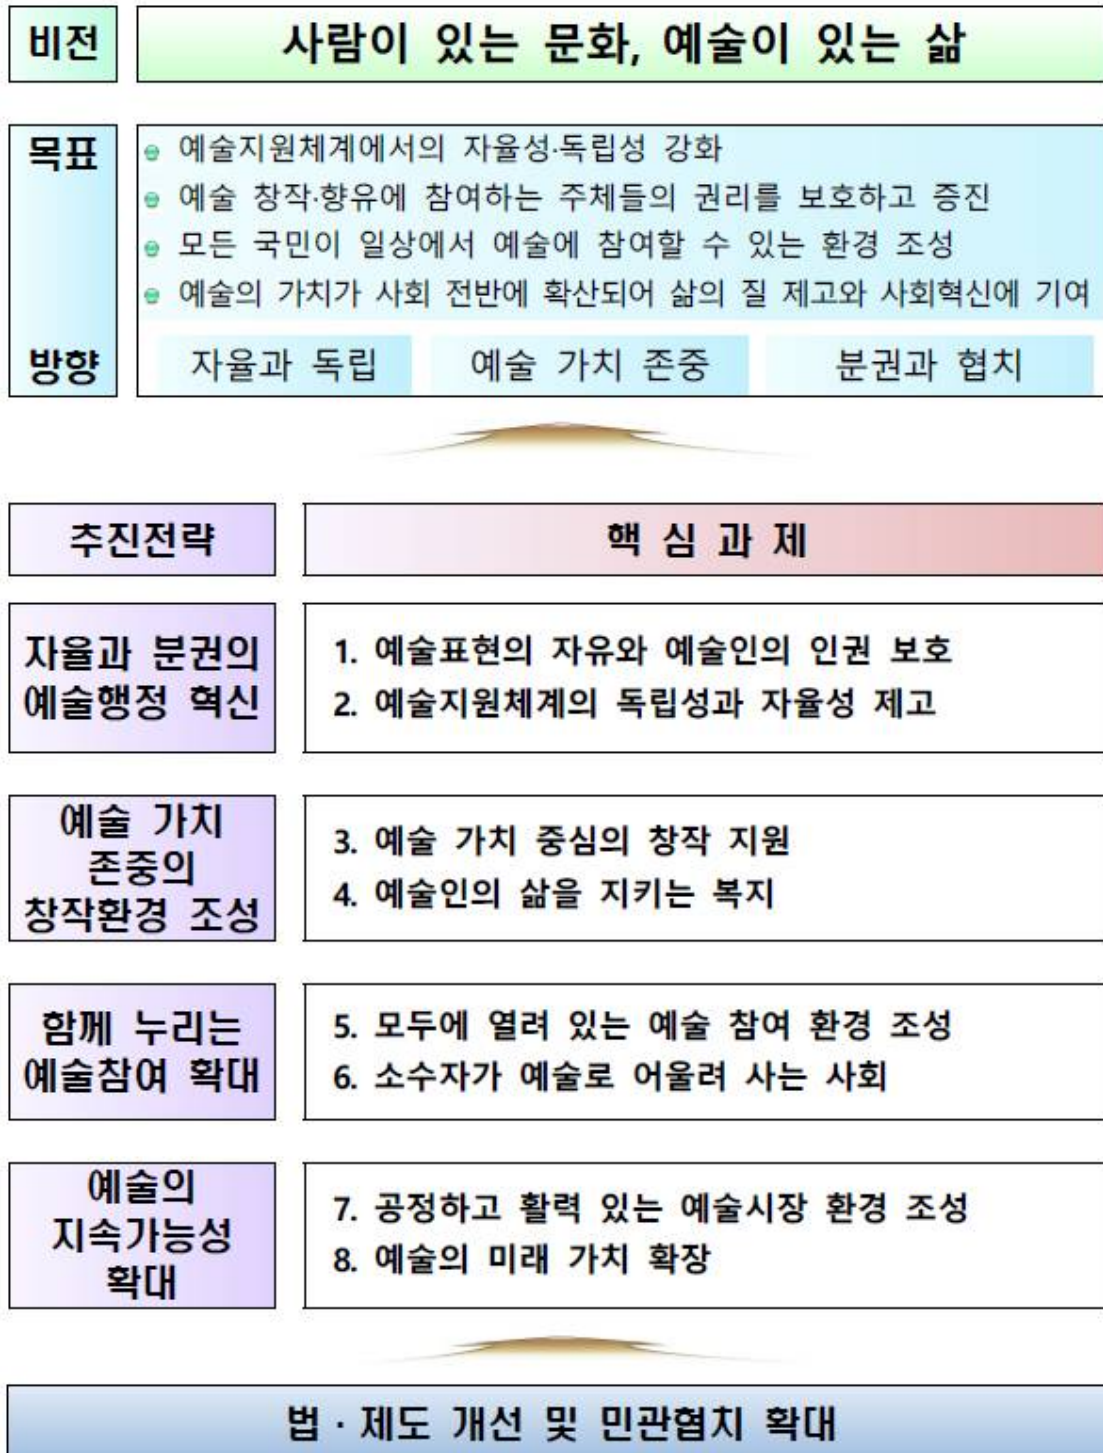 비전
사람이 있는 문화, 예술이 있는 삶
목표
예술지원체계에서의 자율성·독립성 강화
예술 창작·향유에 참여하는 주체들의 권리를 보호하고 증진
모든 국민이 일상에서 예술에 참여할 수 있는 환경 조성
예술의 가치가 사회 전반에 확산되어 삶의 질 제고와 사회혁신에 기여
방향
자율과 독립
예술 가치 존중
분권과 협치
추진전략
핵 심 과 제
자율과 분권의
예술행정 혁신
1. 예술표현의 자유와 예술인의 인권 보호
2. 예술지원체계의 독립성과 자율성 제고
예술 가치
존중의
창작환경 조성
3. 예술 가치 중심의 창작 지원
4. 예술인의 삶을 지키는 복지
함께 누리는
예술참여 확대
5. 모두에 열려 있는 예술 참여 환경 조성
6. 소수자가 예술로 어울려 사는 사회
예술의
지속가능성
확대
7. 공정하고 활력 있는 예술시장 환경 조성
8. 예술의 미래 가치 확장
법 · 제도 개선 및 민관협치 확대